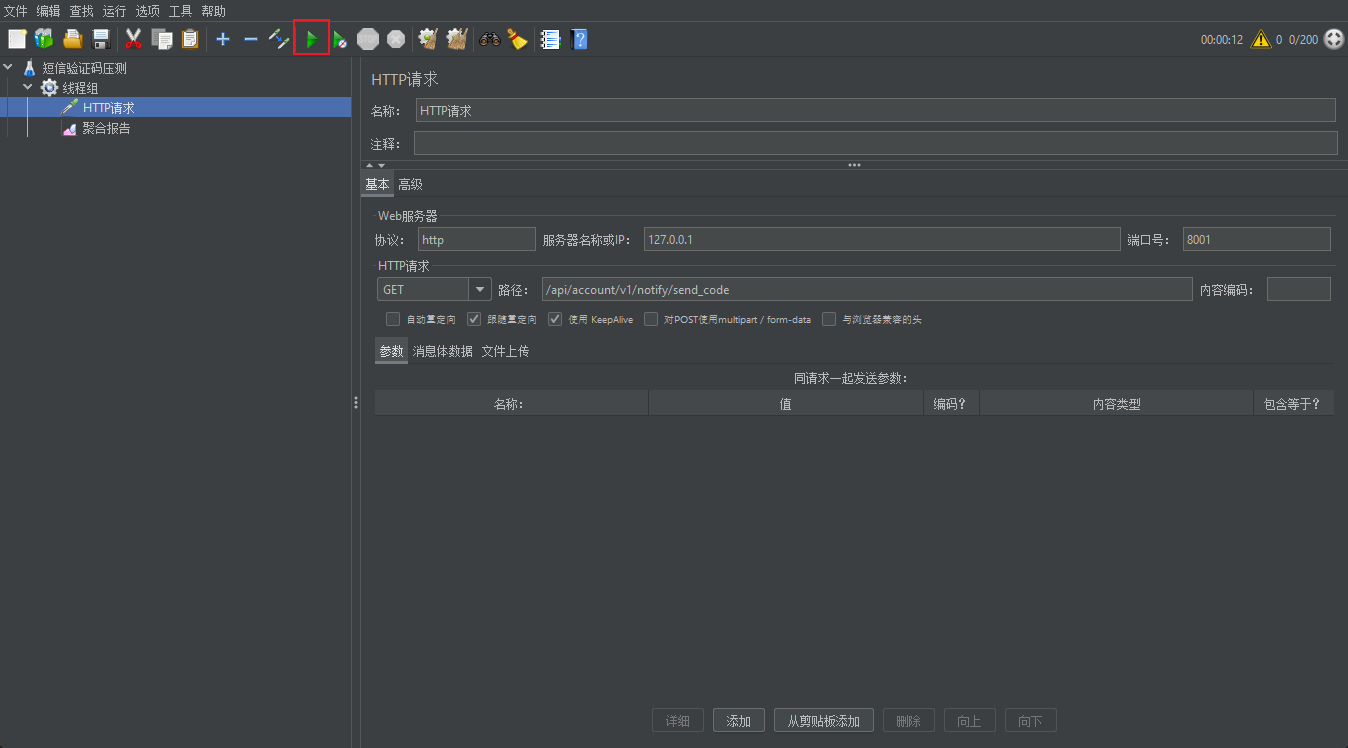 文件 编辑 查找 运行 选项 工具 帮助
00:00:12 0 0/200
短信验证码压测
线程组
HTTP请求
聚合报告
HTTP请求
名称： HTTP请求
注释：
基本 高级
Web服务器
协议： http 服务器名称或IP： 127.0.0.1 端口号： 8001
HTTP请求
GET 路径： /api/account/v1/notify/send_code 内容编码：
自动重定向 跟随重定向 使用 KeepAlive 对POST使用multipart / form-data 与浏览器兼容的头
参数 消息体数据 文件上传
同请求一起发送参数：
名称： 值 编码？ 内容类型 包含等于？
详细 添加 从剪贴板添加 删除 向上 向下